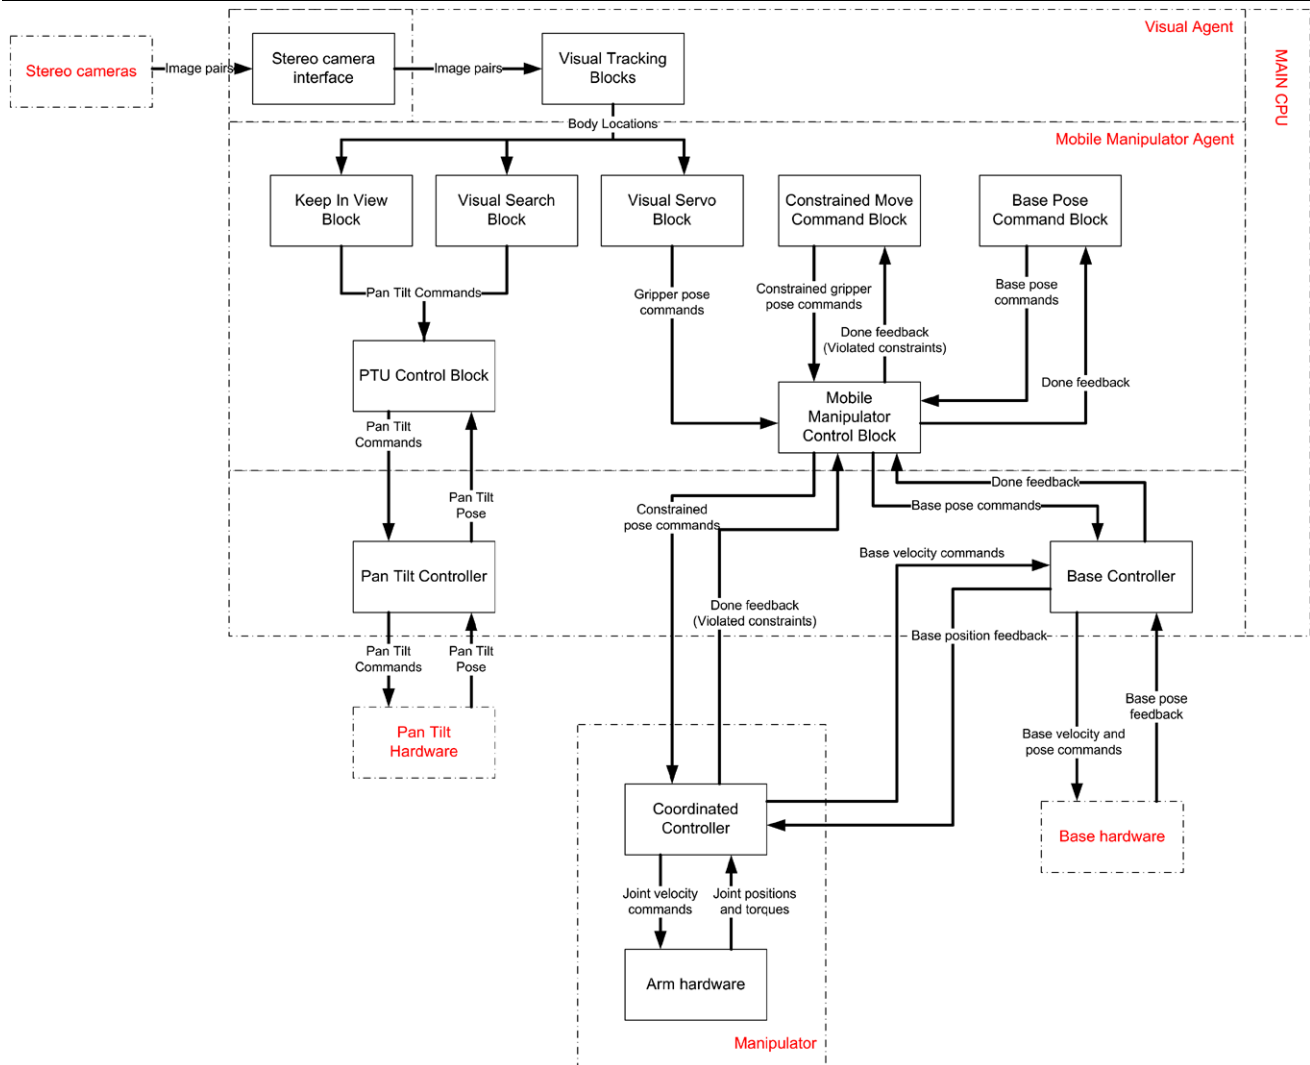 Visual Agent
MAIN CPU
Stereo cameras
Image pairs
Stereo camera
interface
Image pairs
Visual Tracking
Blocks
Body Locations
Mobile Manipulator Agent
Keep In View
Block
Visual Search
Block
Visual Servo
Block
Constrained Move
Command Block
Base Pose
Command Block
Pan Tilt Commands
Gripper pose
commands
Constrained gripper
pose commands
Done feedback
(Violated constraints)
Base pose
commands
Done feedback
PTU Control Block
Mobile
Manipulator
Control Block
Pan Tilt
Commands
Pan Tilt
Pose
Constrained
pose commands
Done feedback
Base pose commands
Base velocity commands
Pan Tilt Controller
Base Controller
Done feedback
(Violated constraints)
Base position feedback
Pan Tilt
Commands
Pan Tilt
Pose
Pan Tilt
Hardware
Base velocity and
pose commands
Base pose
feedback
Coordinated
Controller
Base hardware
Joint velocity
commands
Joint positions
and torques
Arm hardware
Manipulator